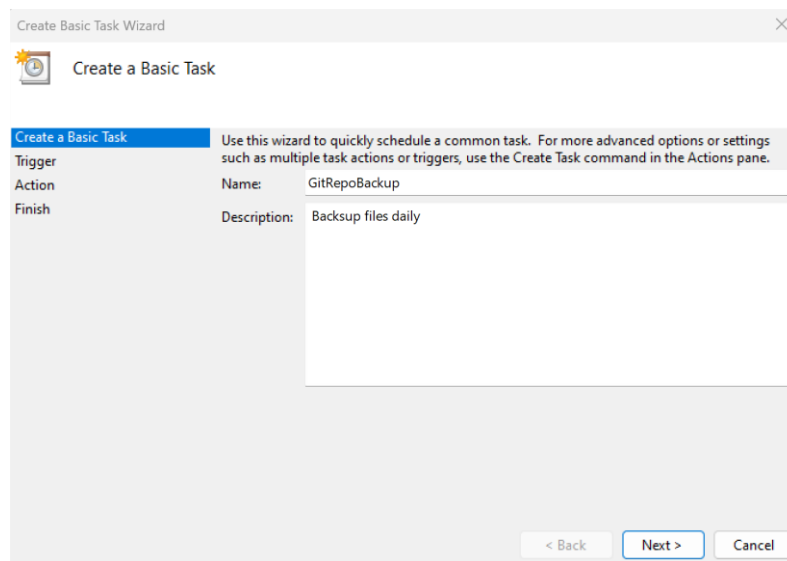 Create Basic Task Wizard
Create a Basic Task
Create a Basic Task
Trigger
Action
Finish
Use this wizard to quickly schedule a common task. For more advanced options or settings
such as multiple task actions or triggers, use the Create Task command in the Actions pane.
Name: GitRepoBackup
Description: Backsup files daily
< Back Next > Cancel